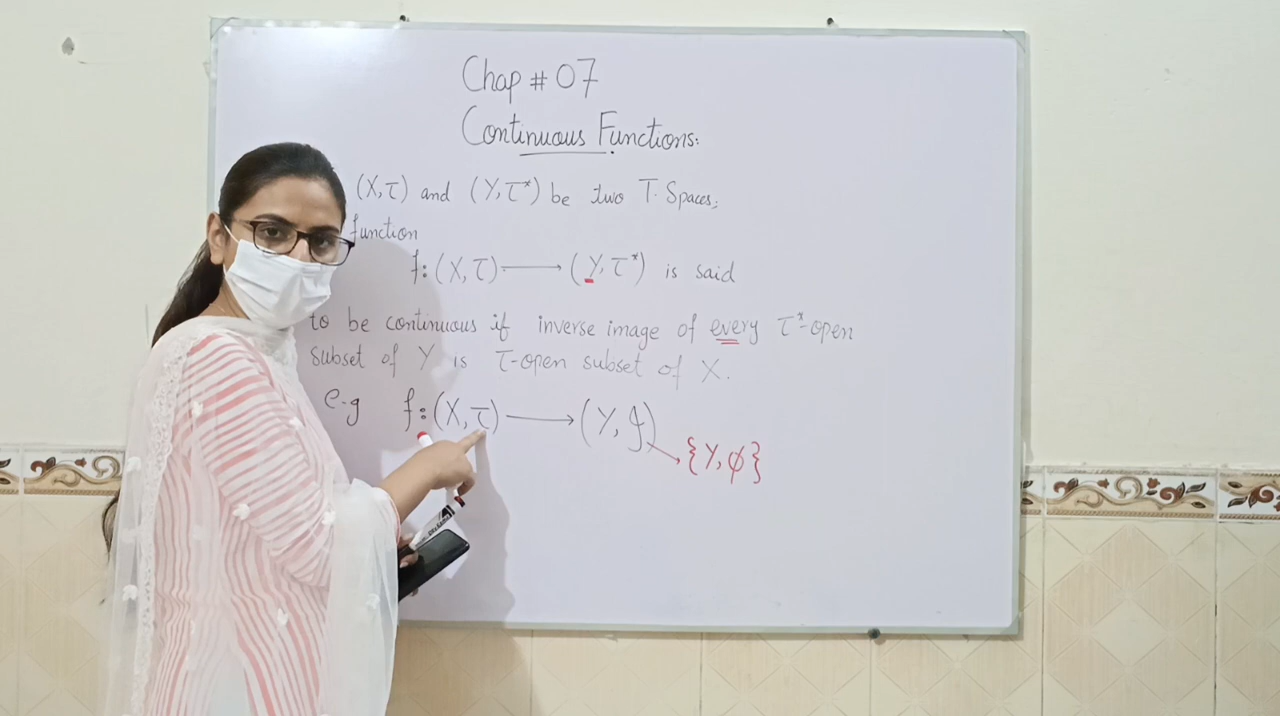 Chap # 07
Continuous Functions:
(X, τ) and (Y, τ*) be two T. Spaces,
function
f: (X, τ) ⟶ (Y, τ*) is said
to be continuous if inverse image of every τ*-open
subset of Y is τ-open subset of X.
e.g f: (X, τ) ⟶ (Y, ℐ)
{Y, φ}